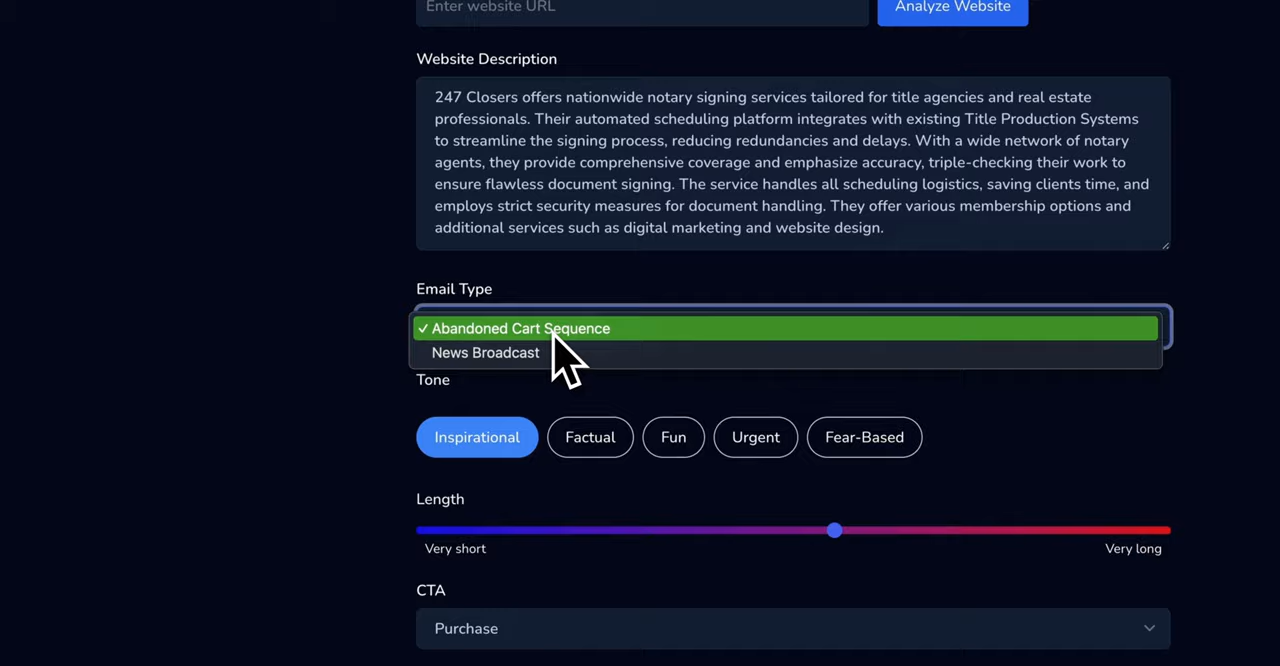 Enter website URL
Analyze Website
Website Description
247 Closers offers nationwide notary signing services tailored for title agencies and real estate
professionals. Their automated scheduling platform integrates with existing Title Production Systems
to streamline the signing process, reducing redundancies and delays. With a wide network of notary
agents, they provide comprehensive coverage and emphasize accuracy, triple-checking their work to
ensure flawless document signing. The service handles all scheduling logistics, saving clients time, and
employs strict security measures for document handling. They offer various membership options and
additional services such as digital marketing and website design.
Email Type
✓ Abandoned Cart Sequence
News Broadcast
Tone
Inspirational
Factual
Fun
Urgent
Fear-Based
Length
Very short
Very long
CTA
Purchase